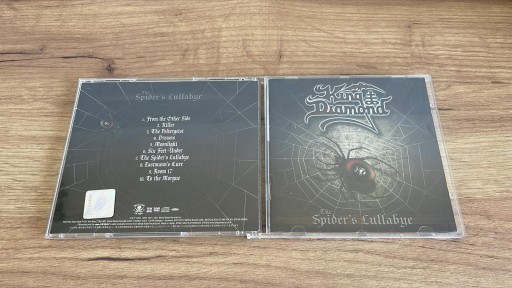 The
Spider's Lullabye
1. From the Other Side
2. Killer
3. The Poltergeist
4. Dreams
5. Moonlight
6. Six Feet Under
7. The Spider's Lullabye
8. Eastmann's Cure
9. Room 17
10. To the Morgue
King
Diamond
The
Spider's Lullabye